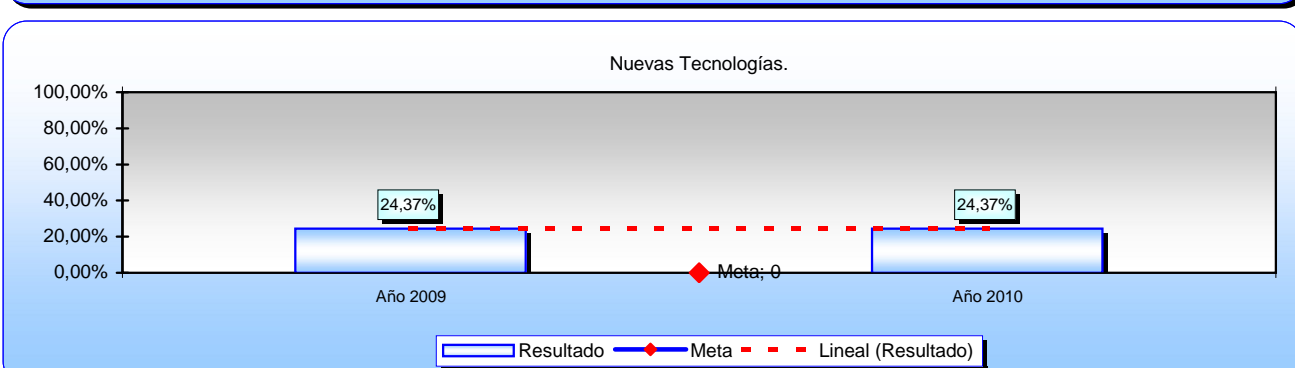 Nuevas Tecnologías.
100,00%
80,00%
60,00%
40,00%
20,00%
0,00%
24,37%
24,37%
Meta; 0
Año 2009
Año 2010
Resultado
Meta
Lineal (Resultado)